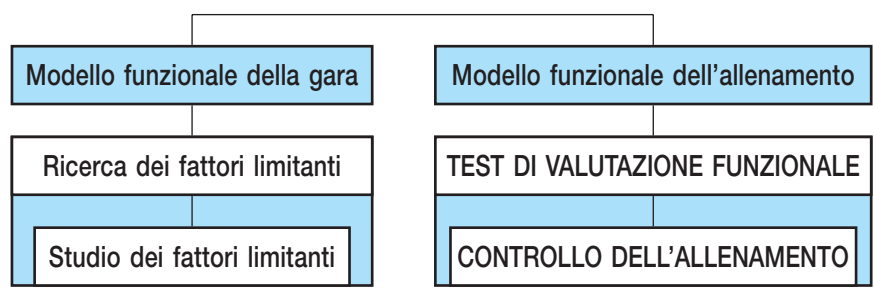 Modello funzionale della gara
Modello funzionale dell'allenamento
Ricerca dei fattori limitanti
TEST DI VALUTAZIONE FUNZIONALE
Studio dei fattori limitanti
CONTROLLO DELL'ALLENAMENTO